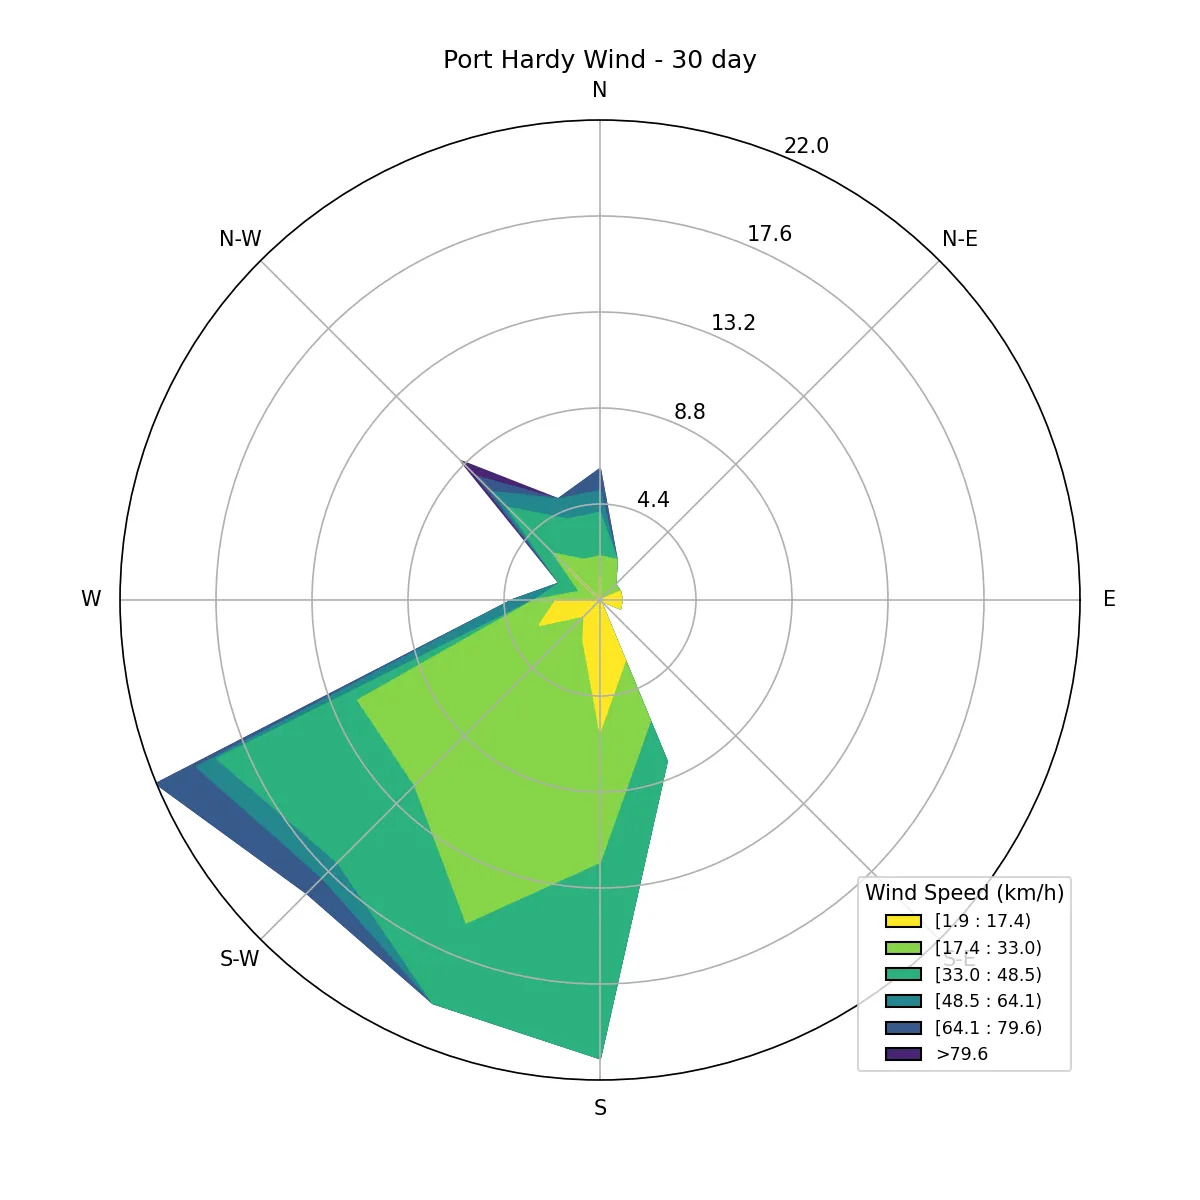 Port Hardy Wind - 30 day
N
22.0
N-W
17.6
N-E
13.2
8.8
4.4
W
E
Wind Speed (km/h)
[1.9 : 17.4)
[17.4 : 33.0)
S-W
S-E
[33.0 : 48.5)
[48.5 : 64.1)
[64.1 : 79.6)
>79.6
S